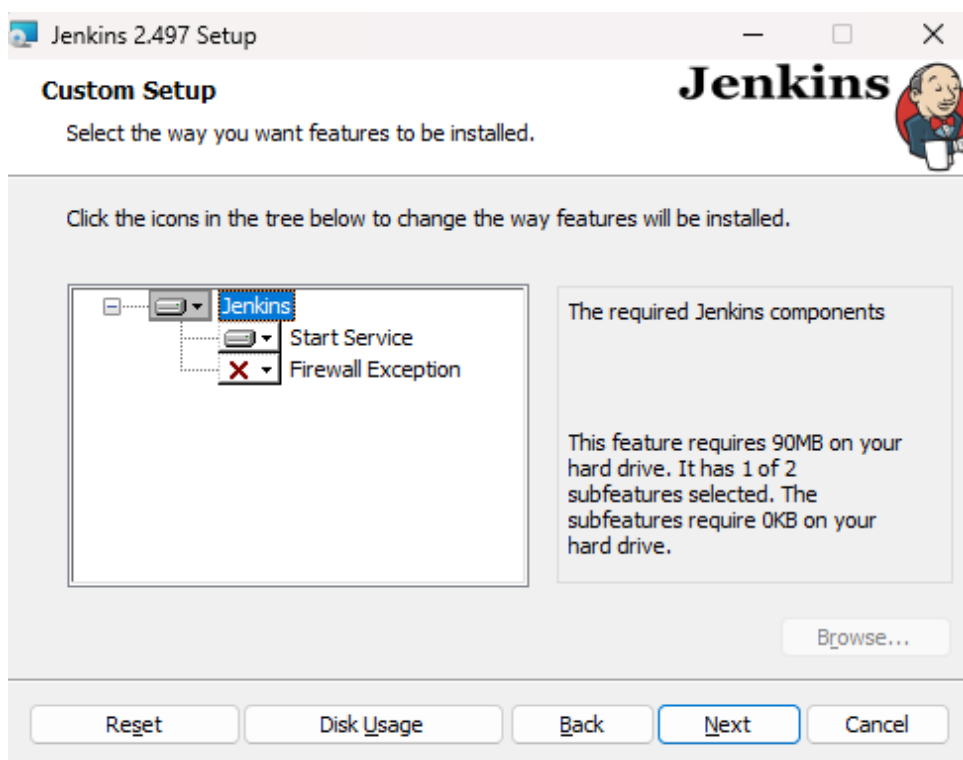 Jenkins 2.497 Setup
Custom Setup
Jenkins
Select the way you want features to be installed.
Click the icons in the tree below to change the way features will be installed.
Jenkins
Start Service
Firewall Exception
The required Jenkins components
This feature requires 90MB on your
hard drive. It has 1 of 2
subfeatures selected. The
subfeatures require 0KB on your
hard drive.
Browse...
Reset
Disk Usage
Back
Next
Cancel